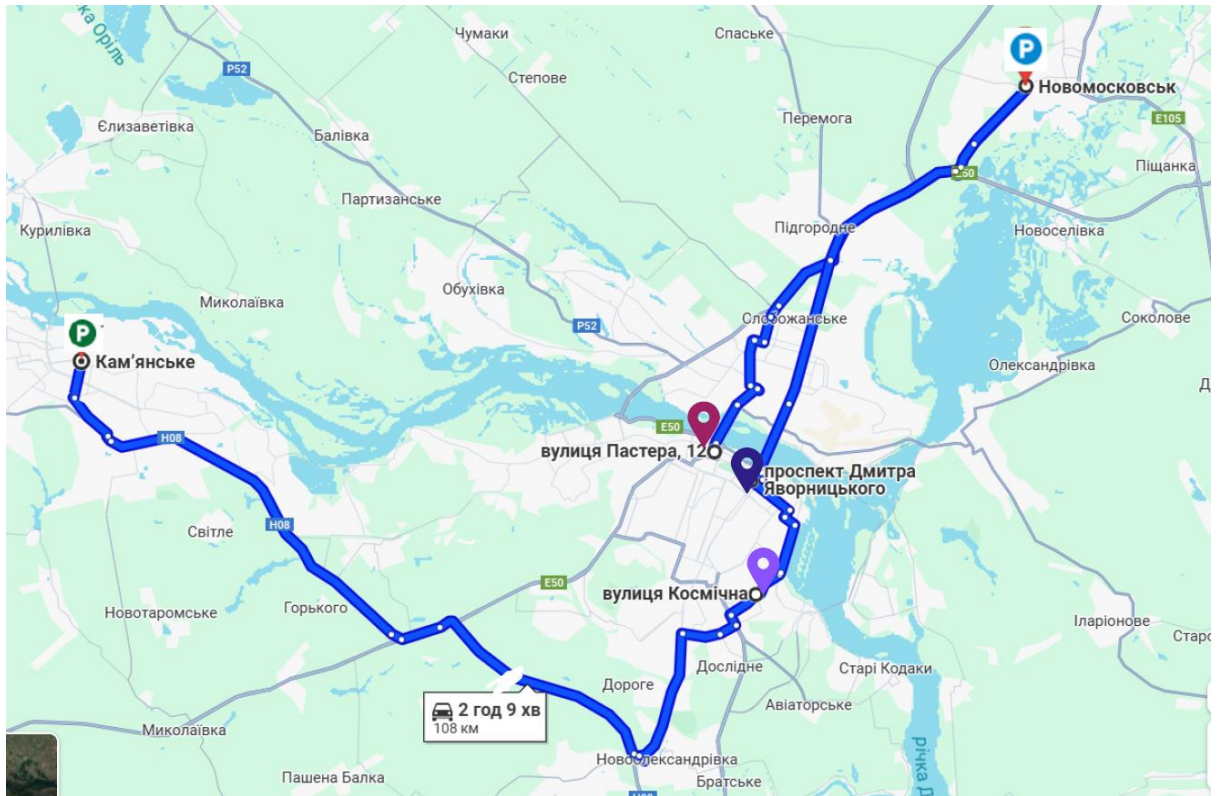 Чумаки
Спаське
P
P52
Степове
Новомосковськ
Єлизаветівка
Балівка
Перемога
E105
Піщанка
E50
Партизанське
Курилівка
Підгородне
Новоселівка
Обухівка
Миколаївка
P52
Слобожанське
Соколове
P
Кам’янське
Олександрівка
E50
H08
вулиця Пастера, 12
проспект Дмитра
Яворницького
H08
Світле
E50
вулиця Космічна
Новотаромське
Горького
Іларіонове
Дослідне
Старі Кодаки
Дороге
2 год 9 хв
108 км
Авіаторське
Миколаївка
Новоолександрівка
Пашена Балка
Братське